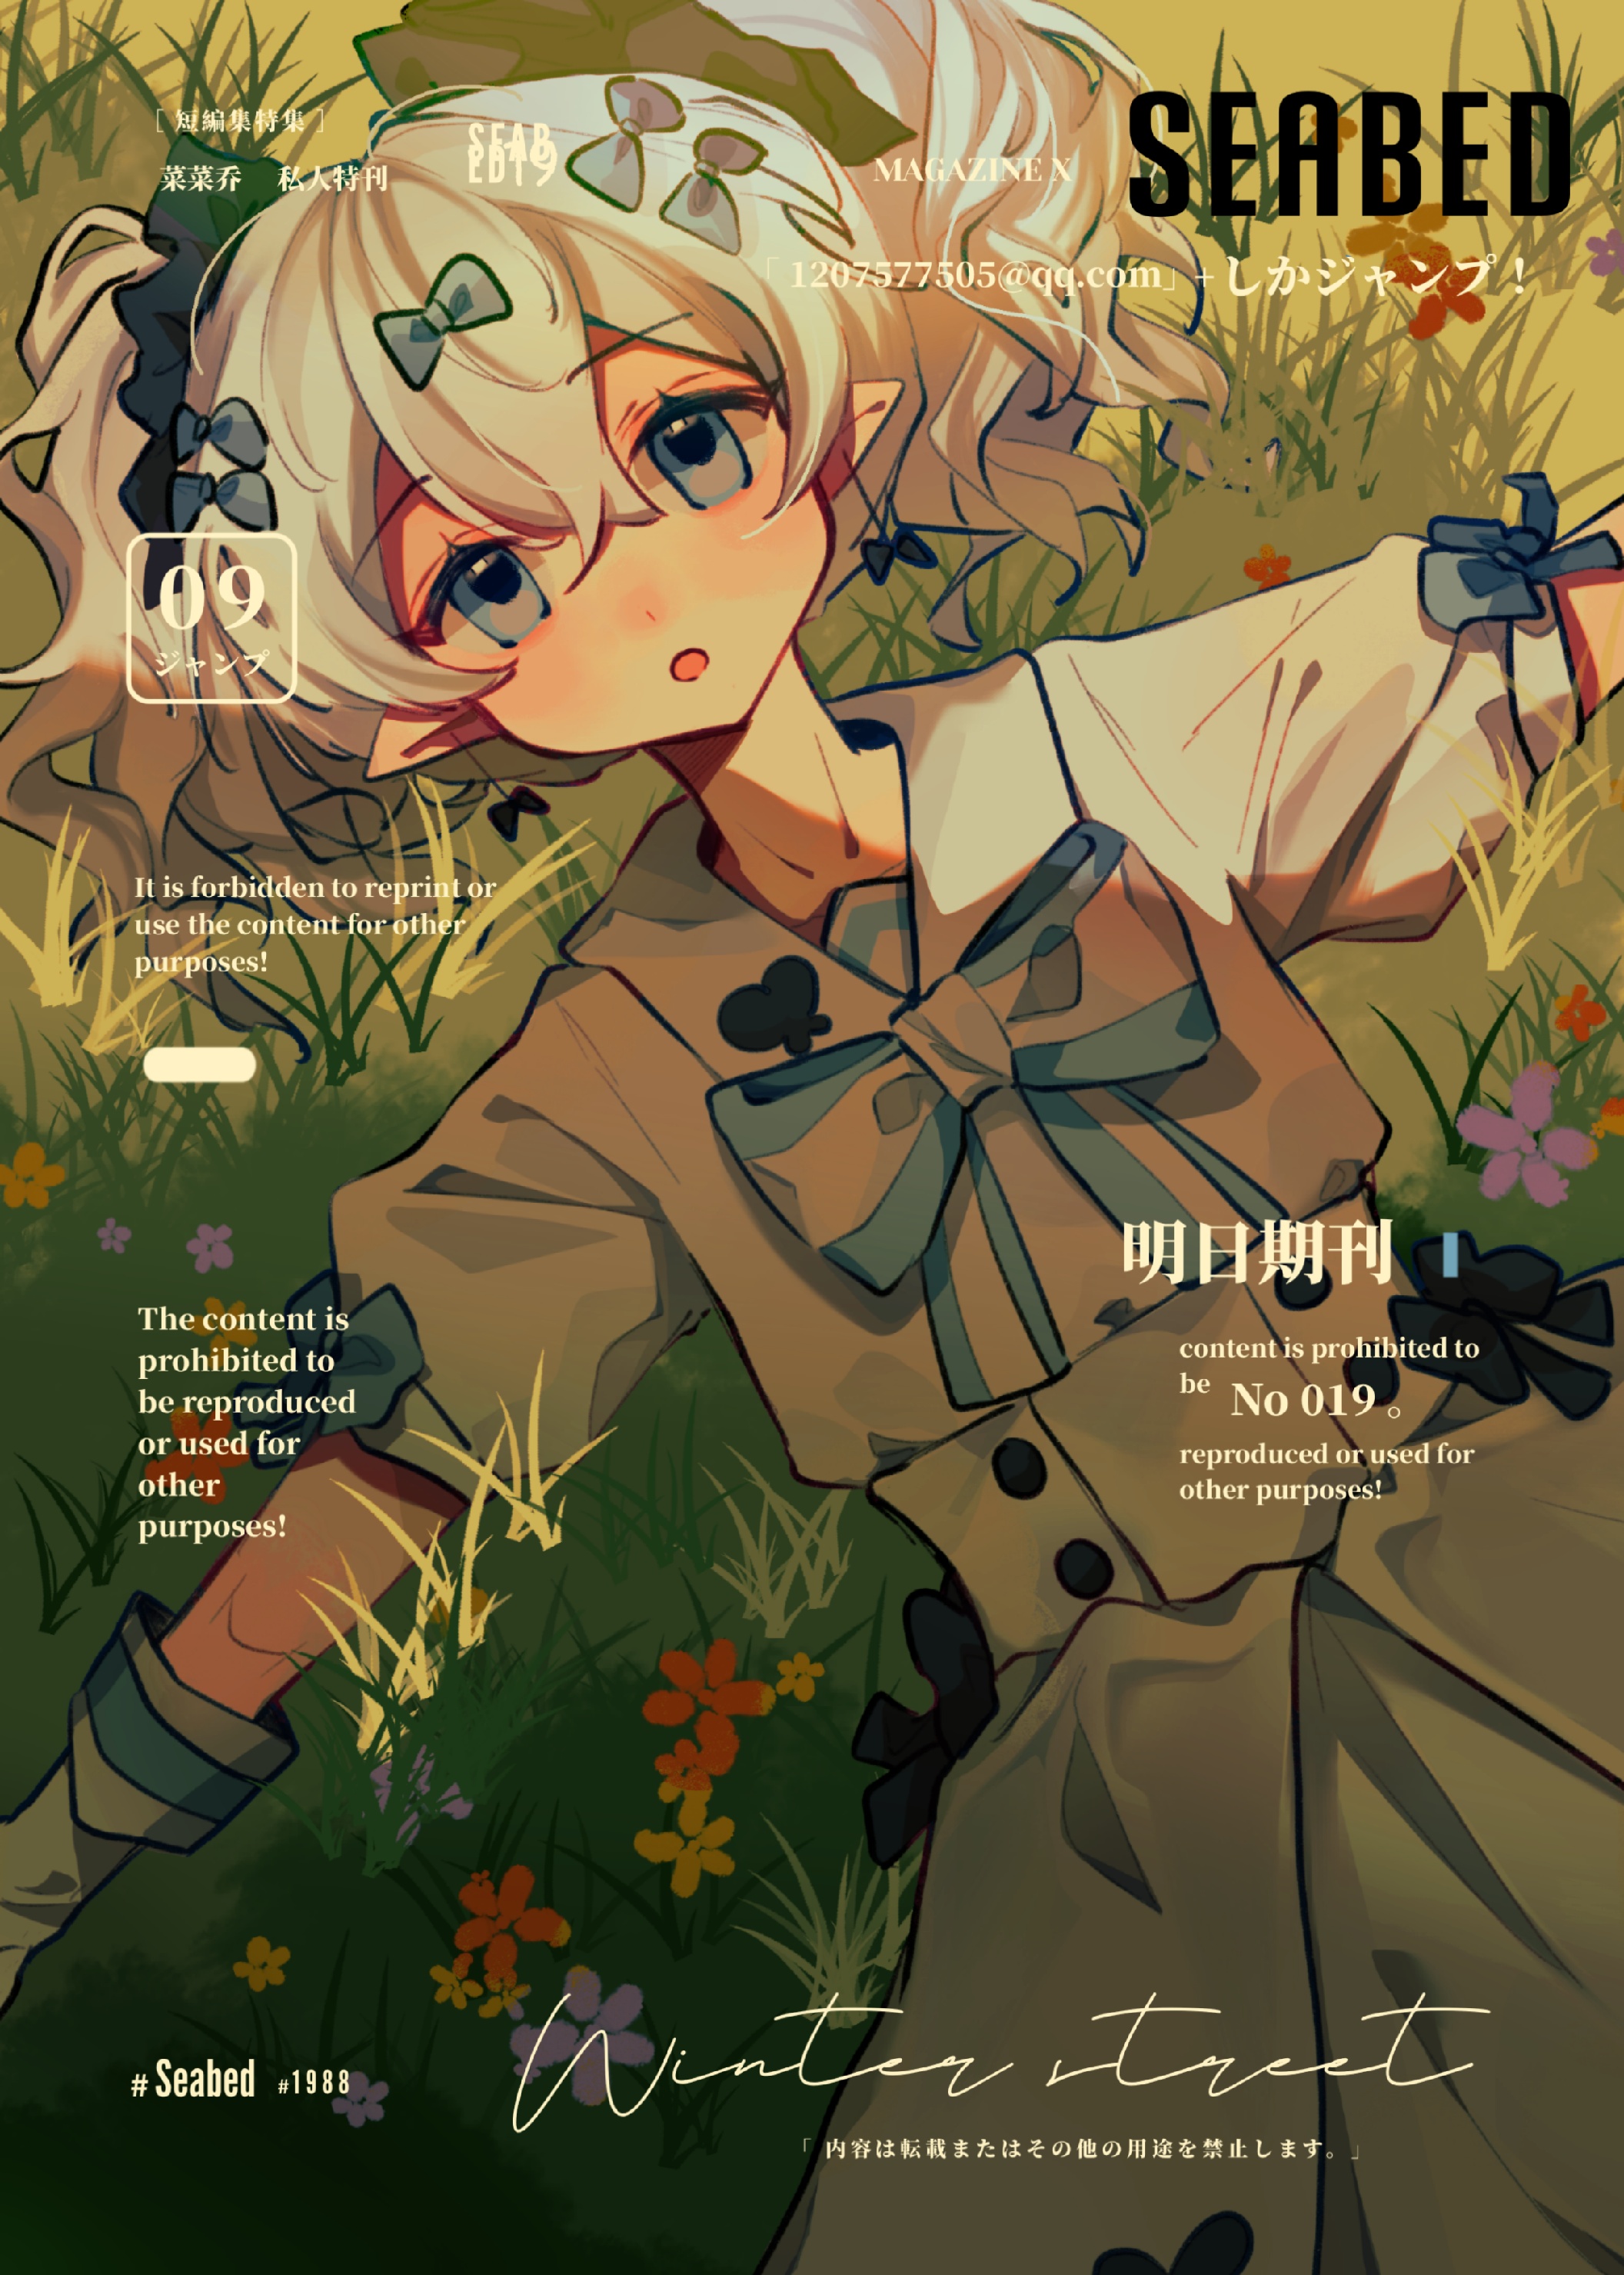 ［ 短編集特集 ］
菜菜乔 私人特刊
SEAB
ED19
MAGAZINE X
SEABED
「 1207577505@qq.com」+しかジャンプ！
09
ジャンプ
It is forbidden to reprint or
use the content for other
purposes!
明日期刊
The content is
prohibited to
be reproduced
or used for
other
purposes!
content is prohibited to
be
No 019 。
reproduced or used for
other purposes!
Winter street
# Seabed #1988
「 内容は転載またはその他の用途を禁止します。」